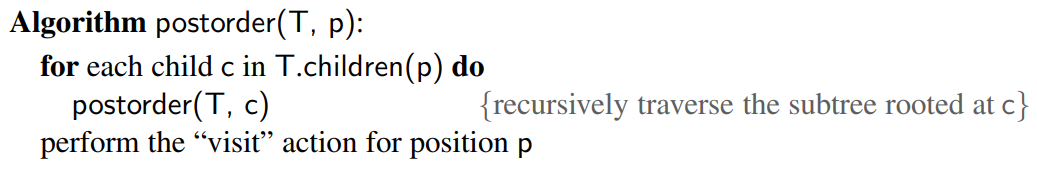 Algorithm postorder(T, p):
for each child c in T.children(p) do
postorder(T, c) {recursively traverse the subtree rooted at c}
perform the “visit” action for position p